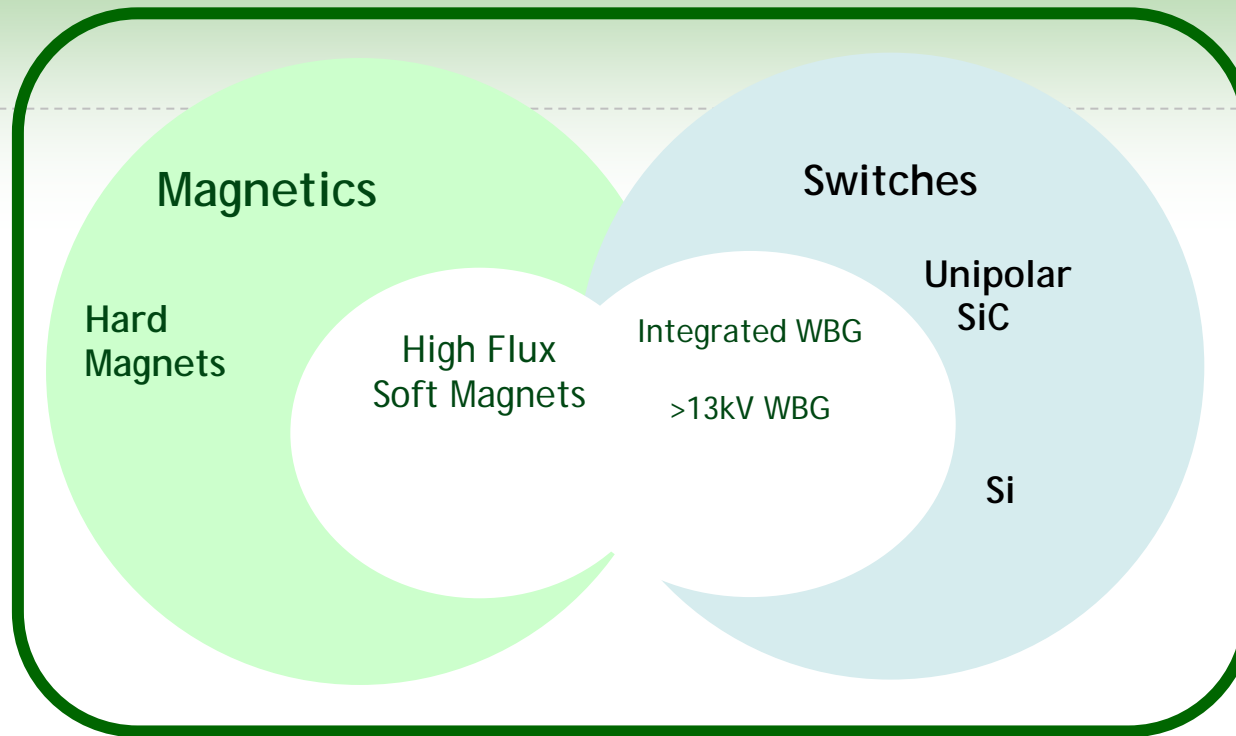 Magnetics
Hard
Magnets
High Flux
Soft Magnets
Switches
Unipolar
SiC
Integrated WBG
>13kV WBG
Si